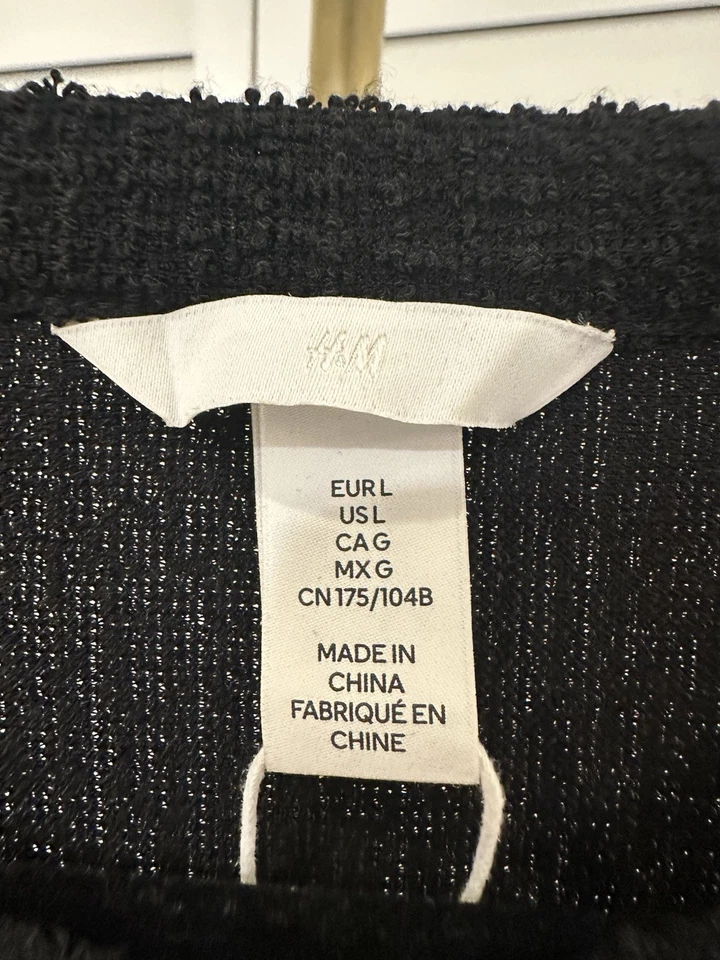 H&M
EUR L
US L
CA G
MX G
CN 175/104B
MADE IN
CHINA
FABRIQUÉ EN
CHINE